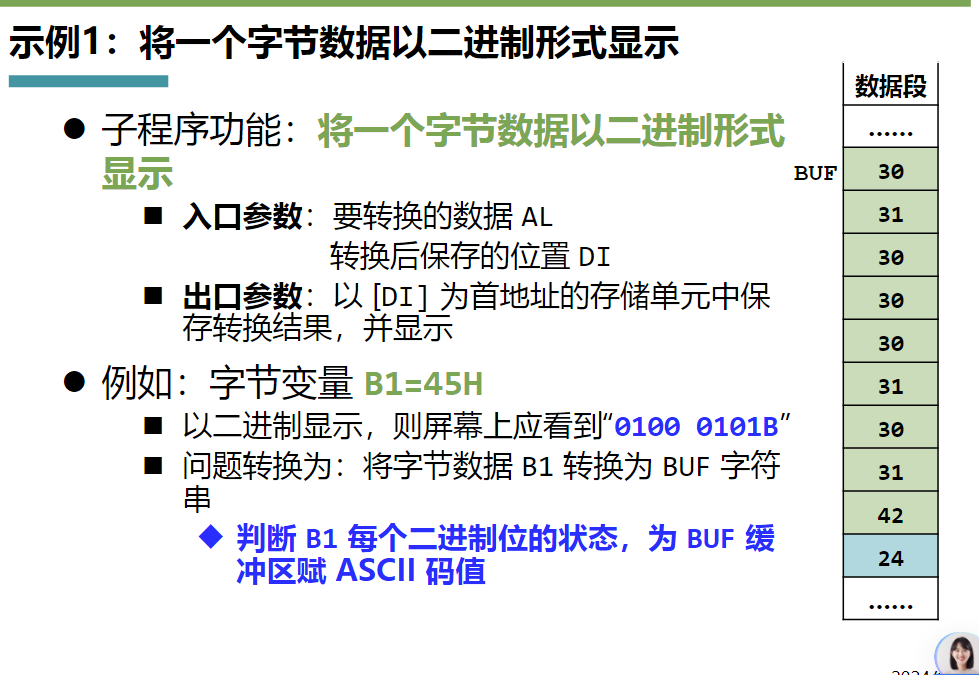 示例1：将一个字节数据以二进制形式显示
● 子程序功能：将一个字节数据以二进制形式
显示
■ 入口参数：要转换的数据 AL
转换后保存的位置 DI
■ 出口参数：以 [DI] 为首地址的存储单元中保
存转换结果，并显示
● 例如：字节变量 B1=45H
■ 以二进制显示，则屏幕上应看到“0100 0101B”
■ 问题转换为：将字节数据 B1 转换为 BUF 字符
串
◆ 判断 B1 每个二进制位的状态，为 BUF 缓
冲区赋 ASCII 码值
数据段
……
BUF 30
31
30
30
30
31
30
31
42
24
……